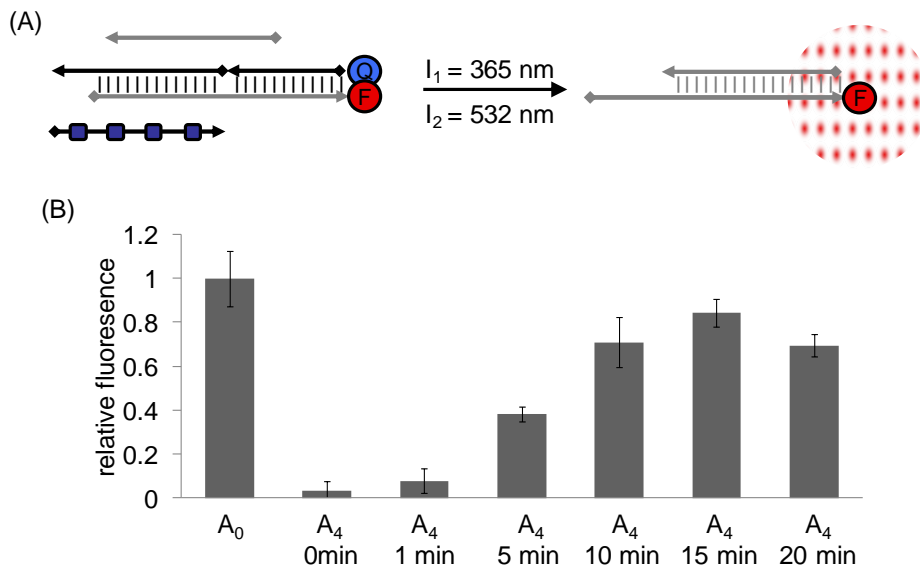 (A)
Q
F
I₁ = 365 nm
I₂ = 532 nm
F
(B)
relative fluoresence
1.2
1
0.8
0.6
0.4
0.2
0
A₀ A₄ A₄ A₄ A₄ A₄ A₄
0min 1 min 5 min 10 min 15 min 20 min